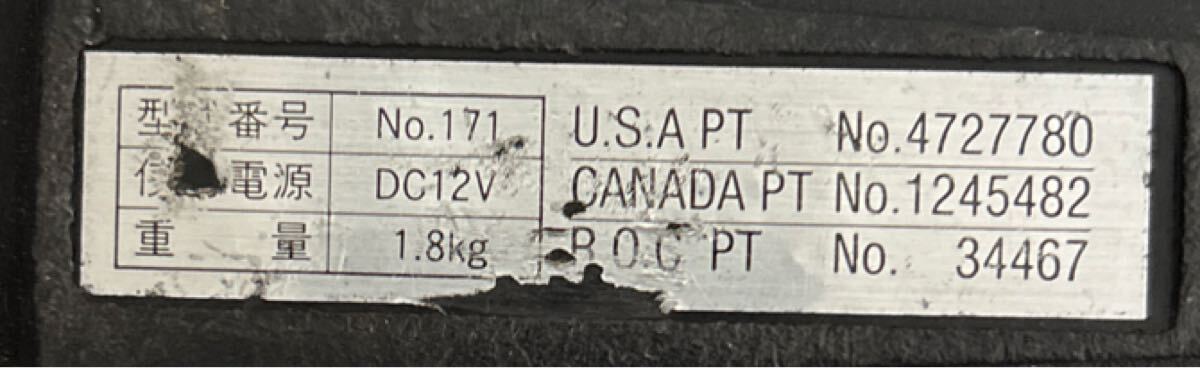 型 番号 No.171
電源 DC12V
重量 1.8kg
U.S.A PT No.4727780
CANADA PT No.1245482
R.O.C PT No. 34467